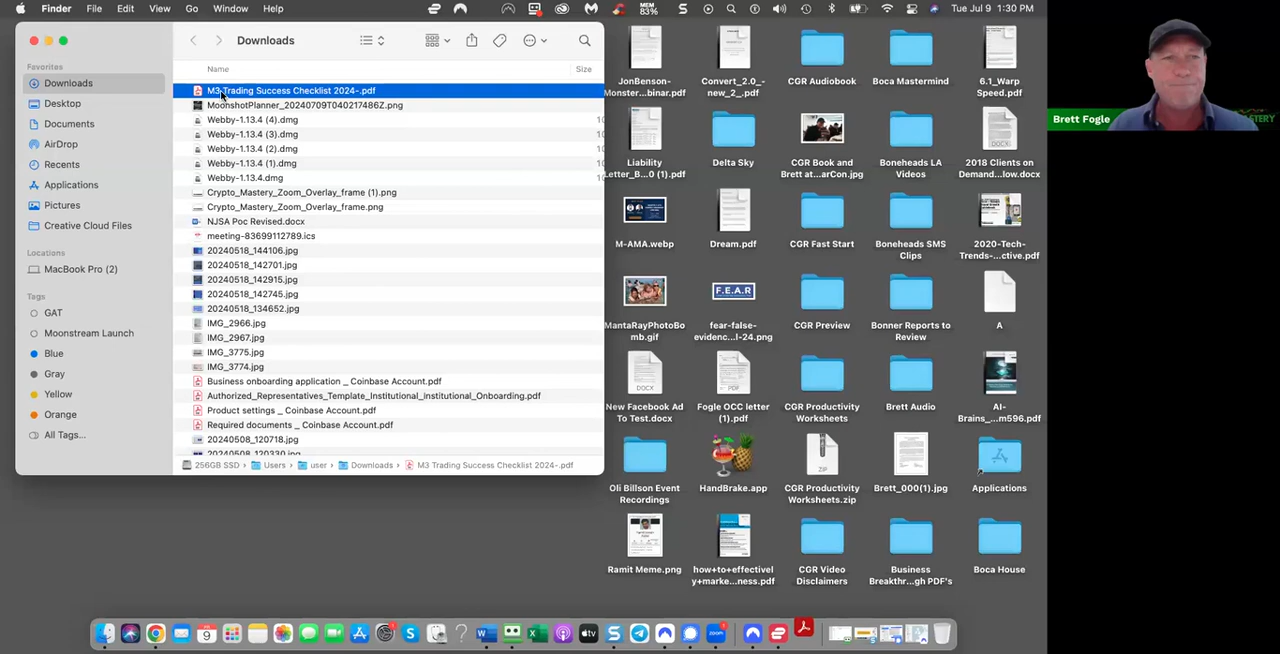 Finder File Edit View Go Window Help
MEM 83% Tue Jul 9 1:30 PM
Downloads
Favorites
Downloads
Desktop
Documents
AirDrop
Recents
Applications
Pictures
Creative Cloud Files
Locations
MacBook Pro (2)
Tags
GAT
Moonstream Launch
Blue
Gray
Yellow
Orange
All Tags...
Name Size
M3 Trading Success Checklist 2024-.pdf
MoonshotPlanner_20240709T040217486Z.png
Webby-1.13.4 (4).dmg
Webby-1.13.4 (3).dmg
Webby-1.13.4 (2).dmg
Webby-1.13.4 (1).dmg
Webby-1.13.4.dmg
Crypto_Mastery_Zoom_Overlay_frame (1).png
Crypto_Mastery_Zoom_Overlay_frame.png
NJSA Poc Revised.docx
meeting-83699112789.ics
20240518_144106.jpg
20240518_142701.jpg
20240518_142915.jpg
20240518_142745.jpg
20240518_134652.jpg
IMG_2966.jpg
IMG_2967.jpg
IMG_3775.jpg
IMG_3774.jpg
Business onboarding application _ Coinbase Account.pdf
Authorized_Representatives_Template_Institutional_Institutional_Onboarding.pdf
Product settings _ Coinbase Account.pdf
Required documents _ Coinbase Account.pdf
20240508_120718.jpg
20240508_120330.jpg
256GB SSD › Users › user › Downloads › M3 Trading Success Checklist 2024-.pdf
JonBenson-Monster...binar.pdf
Convert_2.0_-_new_2_.pdf
CGR Audiobook
Boca Mastermind
6.1_Warp Speed.pdf
Liability Letter_B...0 (1).pdf
Delta Sky
CGR Book and Brett at...arCon.jpg
Boneheads LA Videos
2018 Clients on Demand...low.docx
M-AMA.webp
Dream.pdf
CGR Fast Start
Boneheads SMS Clips
2020-Tech-Trends-...ctive.pdf
F.E.A.R
MantaRayPhotoBomb.gif
fear-false-evidenc...l-24.png
CGR Preview
Bonner Reports to Review
A
DOCX
PDF
New Facebook Ad To Test.docx
Fogle OCC letter (1).pdf
CGR Productivity Worksheets
Brett Audio
AI-Brains_...m596.pdf
ZIP
Oli Billson Event Recordings
HandBrake.app
CGR Productivity Worksheets.zip
Brett_000(1).jpg
Applications
Ramit Meme.png
how+to+effectively+marke...ness.pdf
CGR Video Disclaimers
Business Breakthr...gh PDF's
Boca House
Brett Fogle